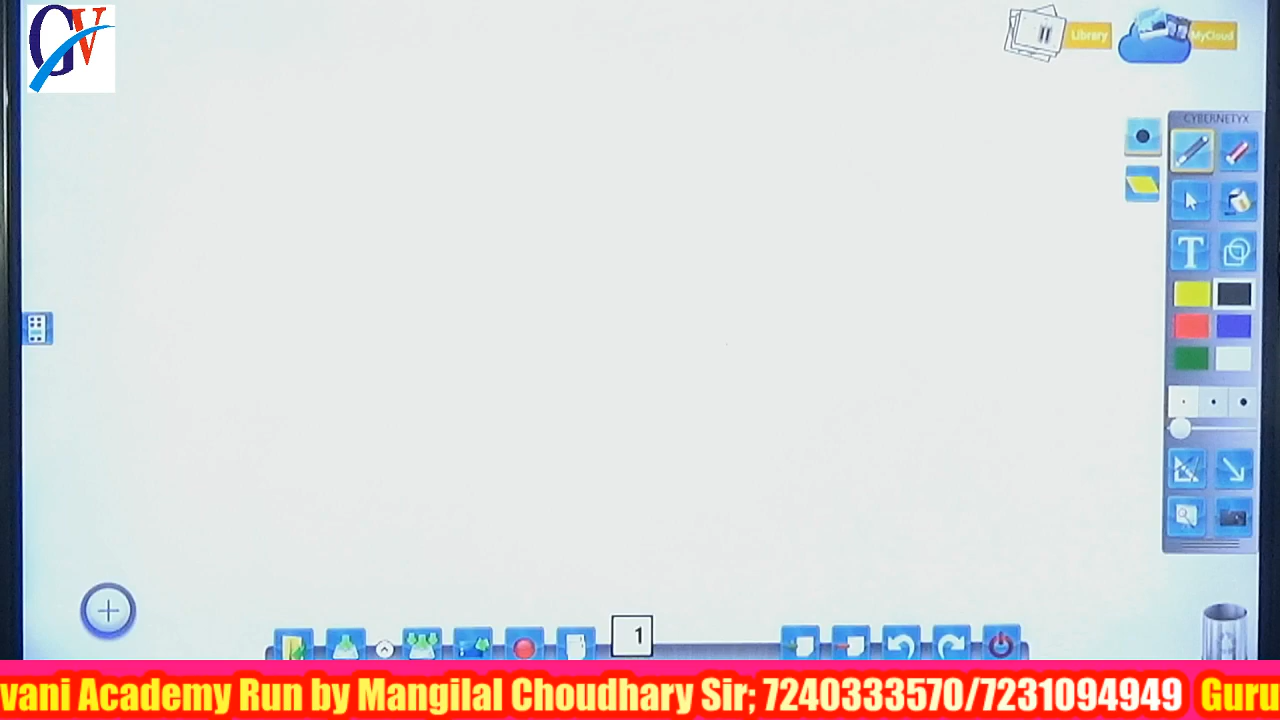 GV
Library
MyCloud
CYBERNETYX
T
1
vani Academy Run by Mangilal Choudhary Sir; 7240333570/7231094949 Guru